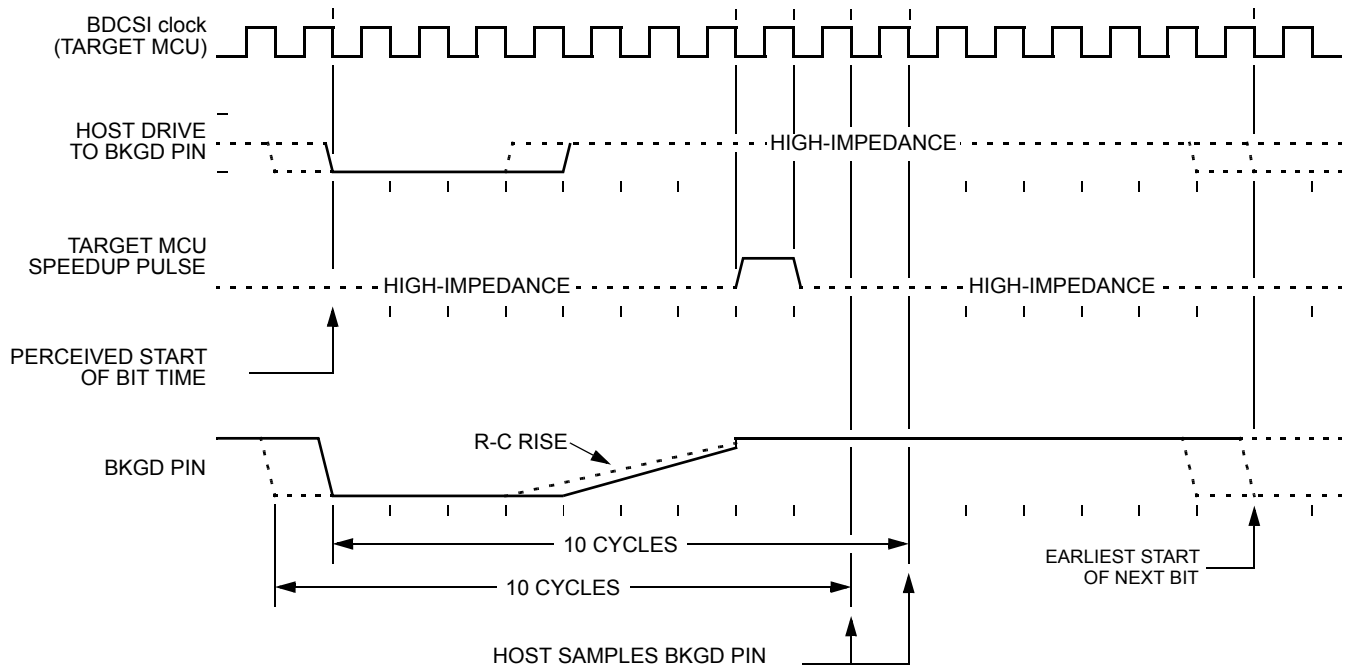 BDCSI clock
(TARGET MCU)
HOST DRIVE
TO BKGD PIN
HIGH-IMPEDANCE
TARGET MCU
SPEEDUP PULSE
HIGH-IMPEDANCE
HIGH-IMPEDANCE
PERCEIVED START
OF BIT TIME
R-C RISE
BKGD PIN
10 CYCLES
EARLIEST START
OF NEXT BIT
10 CYCLES
HOST SAMPLES BKGD PIN